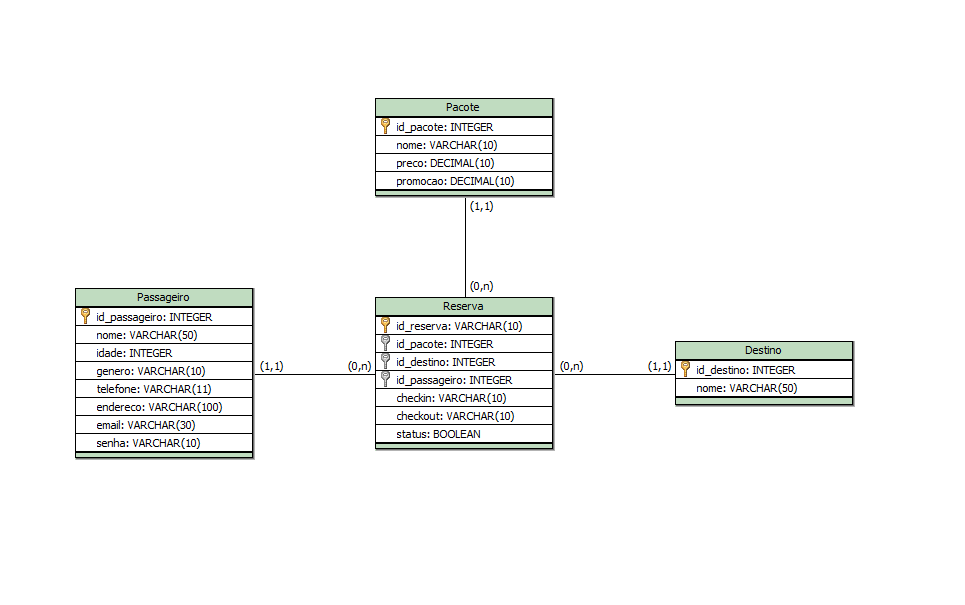 Pacote
id_pacote: INTEGER
nome: VARCHAR(10)
preco: DECIMAL(10)
promocao: DECIMAL(10)
(1,1)
(0,n)
Passageiro
id_passageiro: INTEGER
nome: VARCHAR(50)
idade: INTEGER
genero: VARCHAR(10)
telefone: VARCHAR(11)
endereco: VARCHAR(100)
email: VARCHAR(30)
senha: VARCHAR(10)
(1,1)
(0,n)
Reserva
id_reserva: VARCHAR(10)
id_pacote: INTEGER
id_destino: INTEGER
id_passageiro: INTEGER
checkin: VARCHAR(10)
checkout: VARCHAR(10)
status: BOOLEAN
(0,n)
(1,1)
Destino
id_destino: INTEGER
nome: VARCHAR(50)